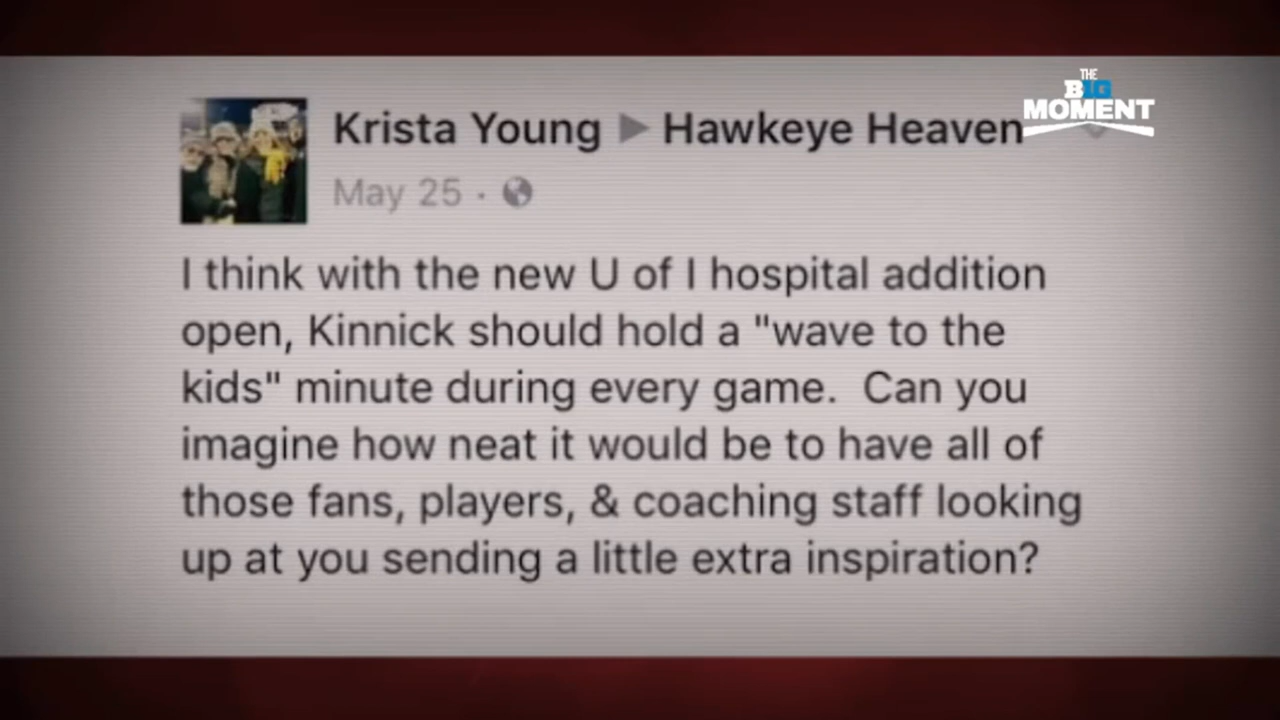 THE
BIG
MOMENT
Krista Young ▶ Hawkeye Heaven
May 25 ·
I think with the new U of I hospital addition
open, Kinnick should hold a "wave to the
kids" minute during every game.  Can you
imagine how neat it would be to have all of
those fans, players, & coaching staff looking
up at you sending a little extra inspiration?